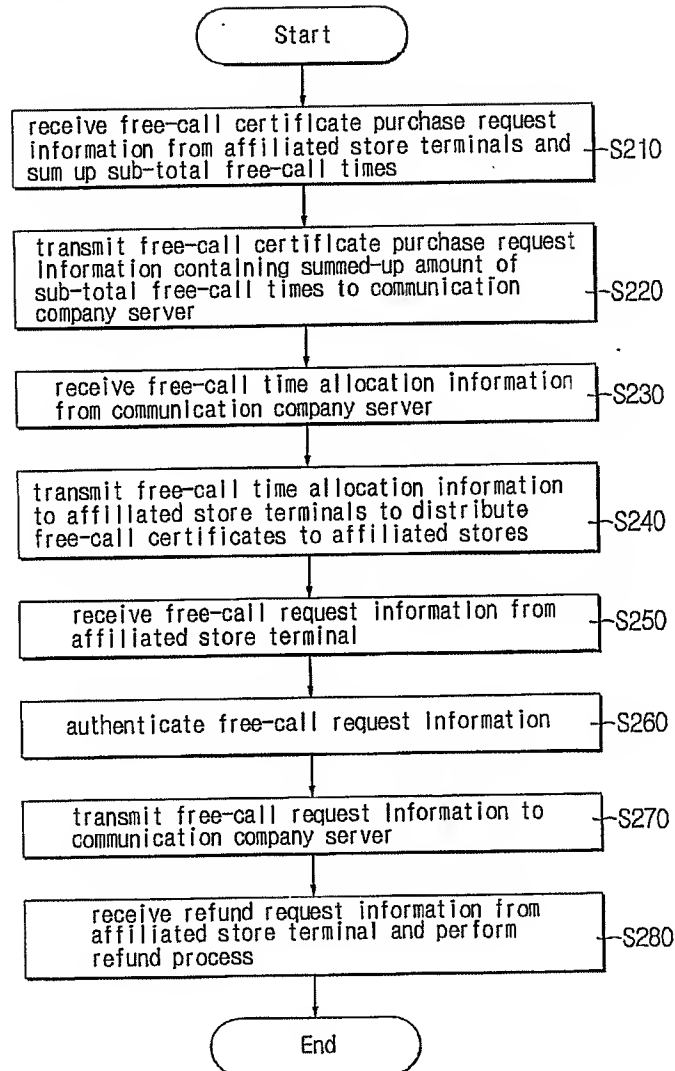 Start
receive free-call certificate purchase request
information from affiliated store terminals and
sum up sub-total free-call times
S210
transmit free-call certificate purchase request
information containing summed-up amount of
sub-total free-call times to communication
company server
S220
receive free-call time allocation information
from communication company server
S230
transmit free-call time allocation information
to affiliated store terminals to distribute
free-call certificates to affiliated stores
S240
receive free-call request information from
affiliated store terminal
S250
authenticate free-call request information
S260
transmit free-call request information to
communication company server
S270
receive refund request information from
affiliated store terminal and perform
refund process
S280
End